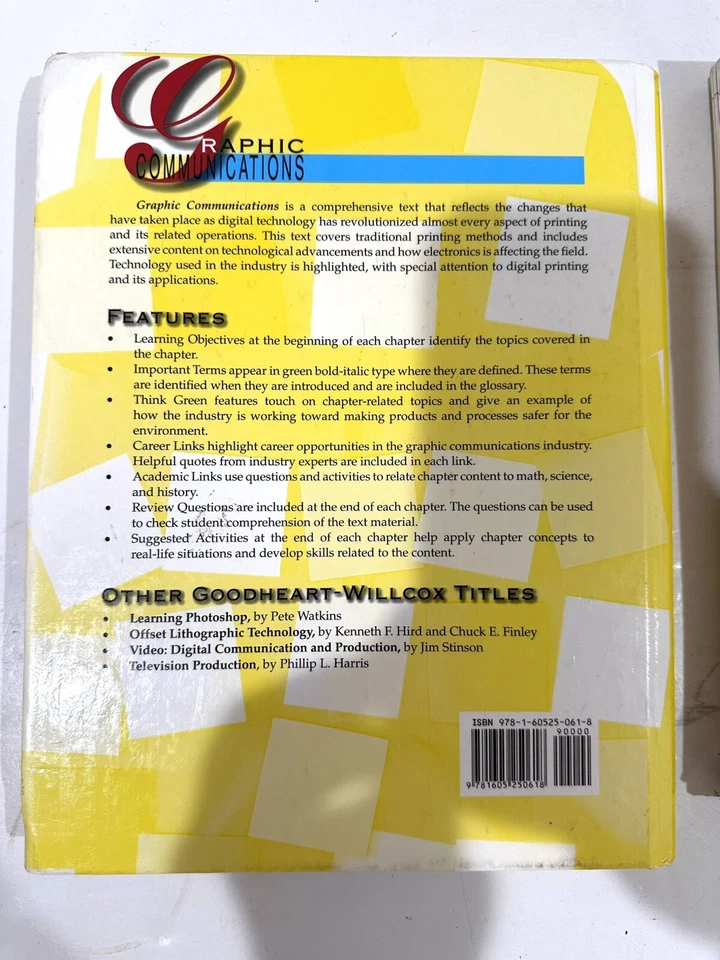 GRAPHIC
COMMUNICATIONS
Graphic Communications is a comprehensive text that reflects the changes that
have taken place as digital technology has revolutionized almost every aspect of printing
and its related operations. This text covers traditional printing methods and includes
extensive content on technological advancements and how electronics is affecting the field.
Technology used in the industry is highlighted, with special attention to digital printing
and its applications.
FEATURES
• Learning Objectives at the beginning of each chapter identify the topics covered in
the chapter.
• Important Terms appear in green bold-italic type where they are defined. These terms
are identified when they are introduced and are included in the glossary.
• Think Green features touch on chapter-related topics and give an example of
how the industry is working toward making products and processes safer for the
environment.
• Career Links highlight career opportunities in the graphic communications industry.
Helpful quotes from industry experts are included in each link.
• Academic Links use questions and activities to relate chapter content to math, science,
and history.
• Review Questions are included at the end of each chapter. The questions can be used
to check student comprehension of the text material.
• Suggested Activities at the end of each chapter help apply chapter concepts to
real-life situations and develop skills related to the content.
OTHER GOODHEART-WILLCOX TITLES
• Learning Photoshop, by Pete Watkins
• Offset Lithographic Technology, by Kenneth F. Hird and Chuck E. Finley
• Video: Digital Communication and Production, by Jim Stinson
• Television Production, by Phillip L. Harris
ISBN 978-1-60525-061-8
90000
9 781605 250618